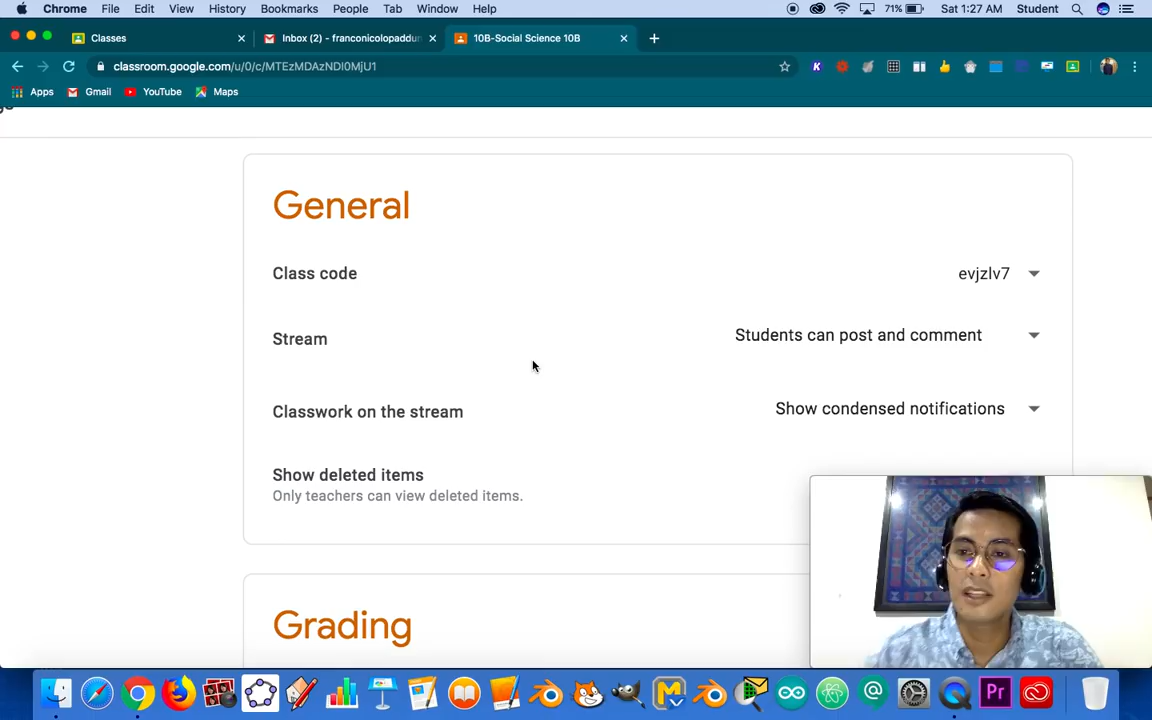 Chrome File Edit View History Bookmarks People Tab Window Help 71% Sat 1:27 AM Student
Classes Inbox (2) - franconicolopaddur 10B-Social Science 10B
classroom.google.com/u/0/c/MTEzMDAzNDI0MjU1
Apps Gmail YouTube Maps
General
Class code evjzlv7
Stream Students can post and comment
Classwork on the stream Show condensed notifications
Show deleted items
Only teachers can view deleted items.
Grading